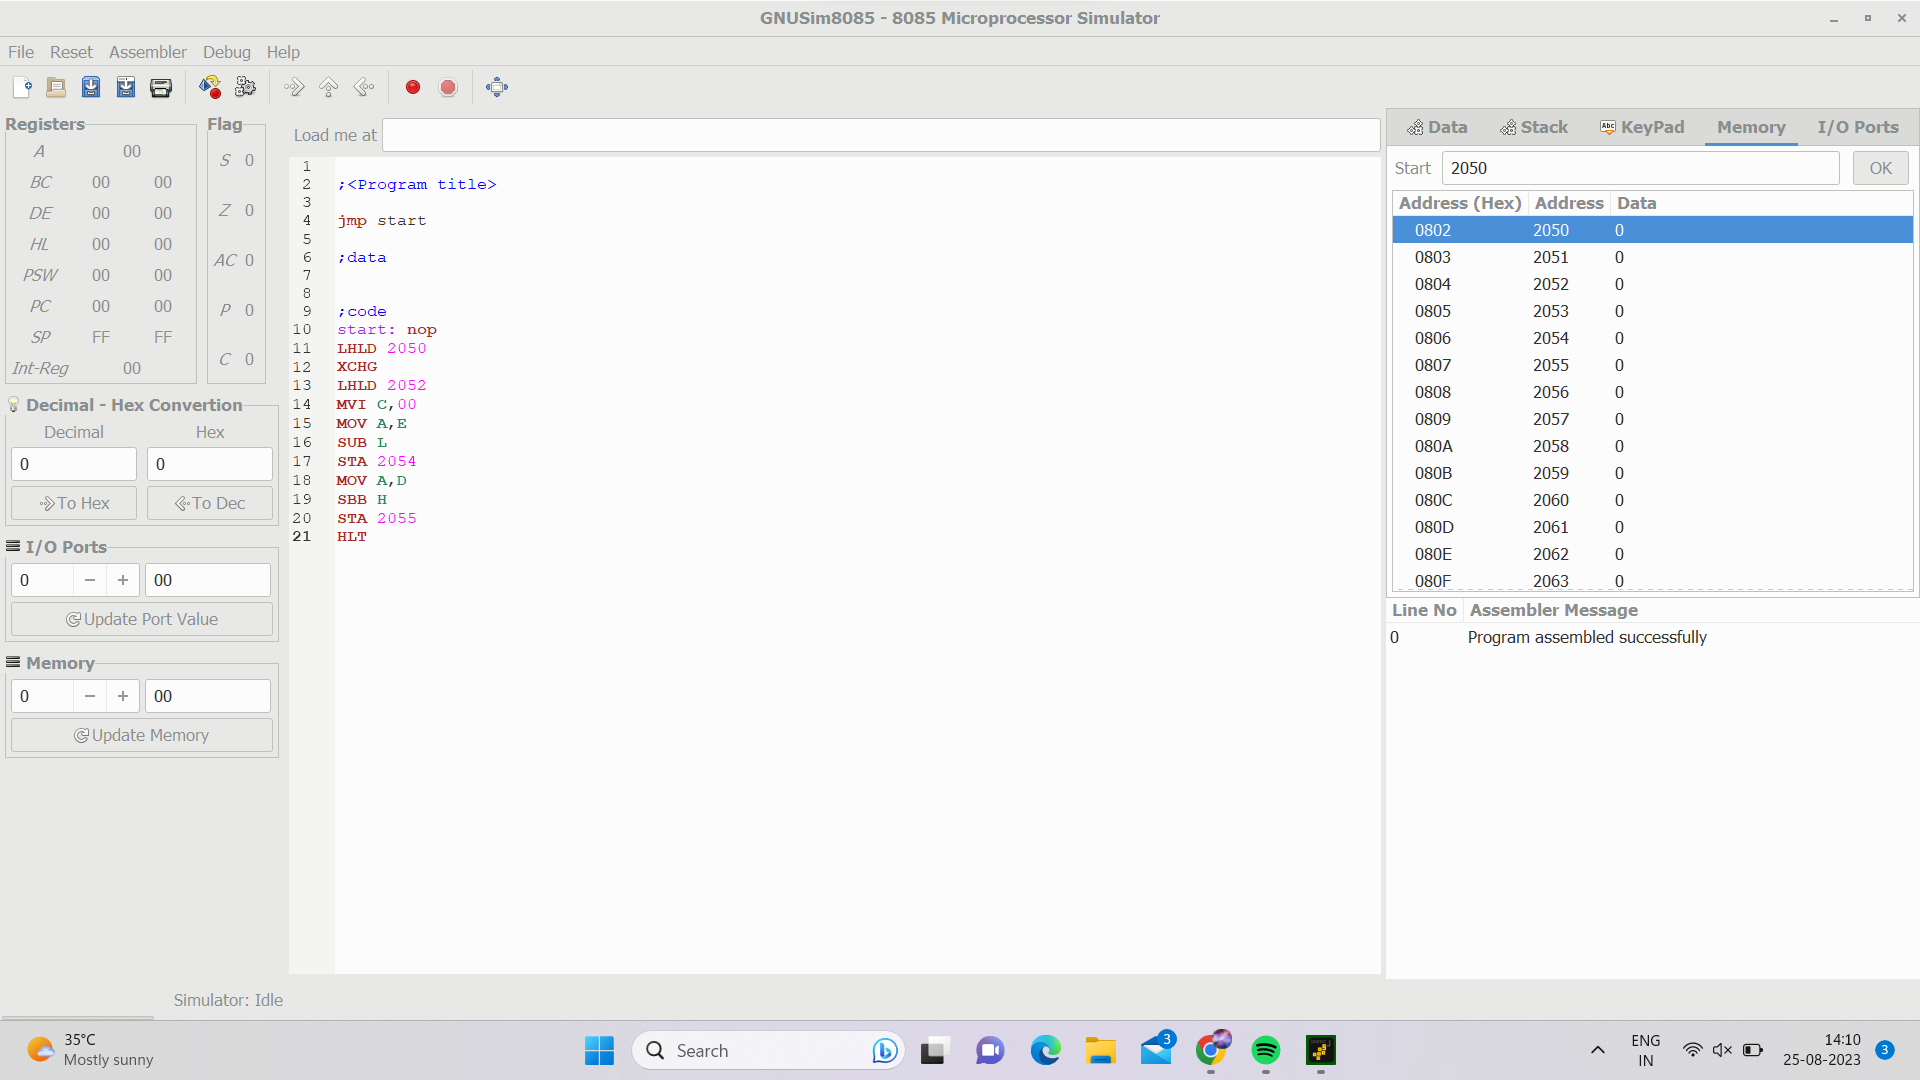 GNUSim8085 - 8085 Microprocessor Simulator
File Reset Assembler Debug Help
Registers
A 00
BC 00 00
DE 00 00
HL 00 00
PSW 00 00
PC 00 00
SP FF FF
Int-Reg 00
Flag
S 0
Z 0
AC 0
P 0
C 0
Decimal - Hex Convertion
Decimal Hex
0 0
To Hex To Dec
I/O Ports
0 − + 00
Update Port Value
Memory
0 − + 00
Update Memory
Load me at
1
2 ;<Program title>
3
4 jmp start
5
6 ;data
7
8
9 ;code
10 start: nop
11 LHLD 2050
12 XCHG
13 LHLD 2052
14 MVI C,00
15 MOV A,E
16 SUB L
17 STA 2054
18 MOV A,D
19 SBB H
20 STA 2055
21 HLT
Data Stack Abc KeyPad Memory I/O Ports
Start 2050 OK
Address (Hex) Address Data
0802 2050 0
0803 2051 0
0804 2052 0
0805 2053 0
0806 2054 0
0807 2055 0
0808 2056 0
0809 2057 0
080A 2058 0
080B 2059 0
080C 2060 0
080D 2061 0
080E 2062 0
080F 2063 0
Line No Assembler Message
0 Program assembled successfully
Simulator: Idle
35°C
Mostly sunny
Search
3
ENG
IN
14:10
25-08-2023
3